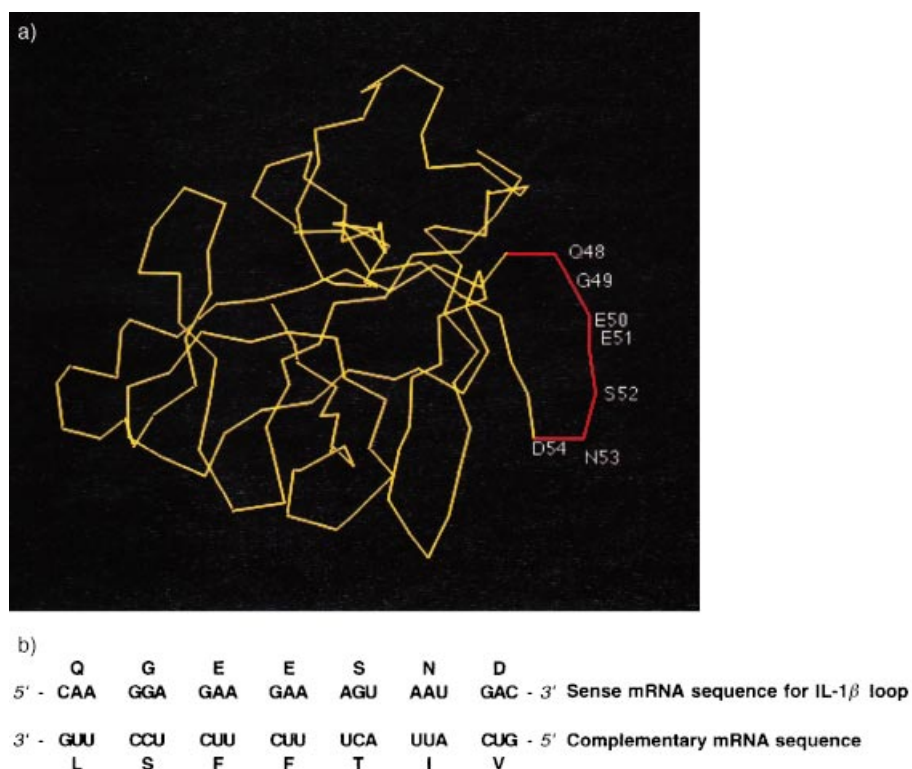 a)
Q48
G49
E50
E51
S52
D54
N53
b)
Q G E E S N D
5' - CAA GGA GAA GAA AGU AAU GAC - 3' Sense mRNA sequence for IL-1β loop
3' - GUU CCU CUU CUU UCA UUA CUG - 5' Complementary mRNA sequence
L S F F T I V